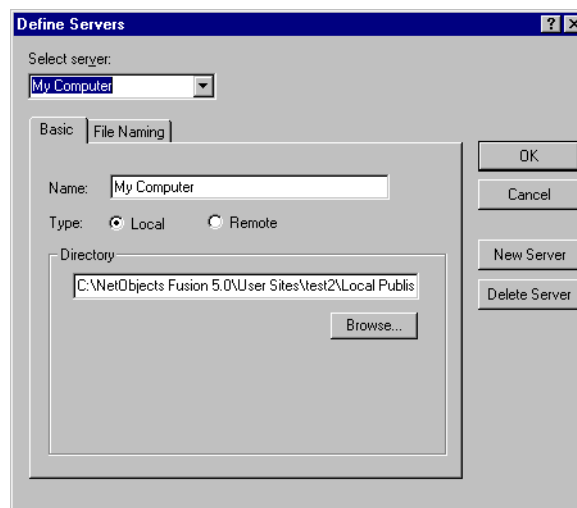 Define Servers
Select server:
My Computer
Basic
File Naming
OK
Name: My Computer
Cancel
Type: Local Remote
Directory
New Server
C:\NetObjects Fusion 5.0\User Sites\test2\Local Publis
Delete Server
Browse...